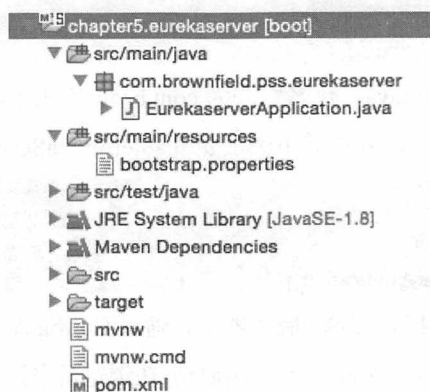 chapter5.eurekaserver [boot]
src/main/java
com.brownfield.pss.eurekaserver
EurekaserverApplication.java
src/main/resources
bootstrap.properties
src/test/java
JRE System Library [JavaSE-1.8]
Maven Dependencies
src
target
mvnw
mvnw.cmd
pom.xml